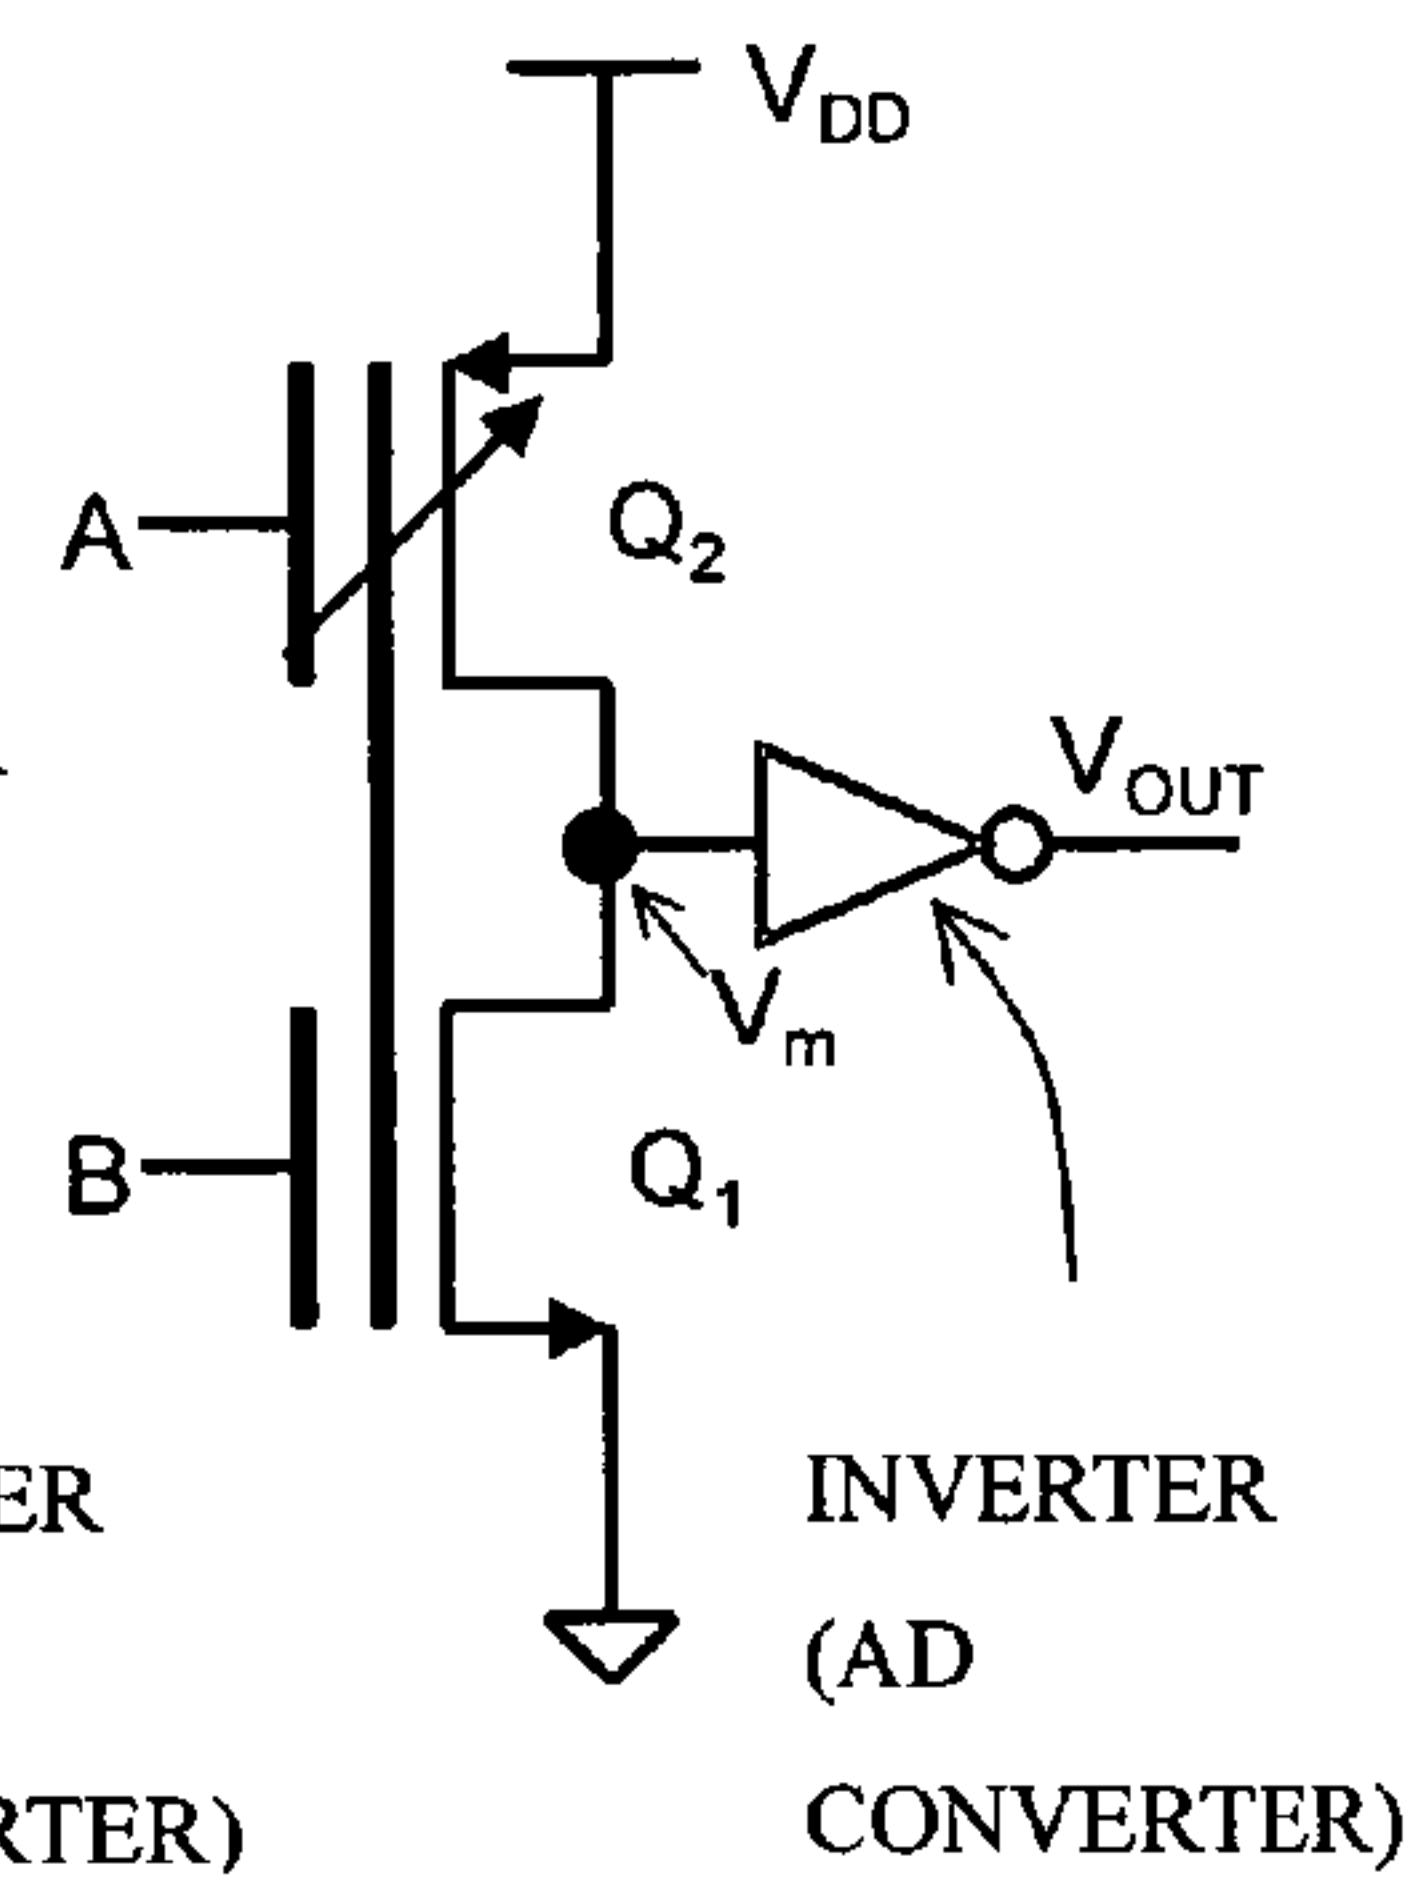 VDD
A
Q2
VOUT
Vm
B
Q1
ER
INVERTER
(AD
RTER)
CONVERTER)